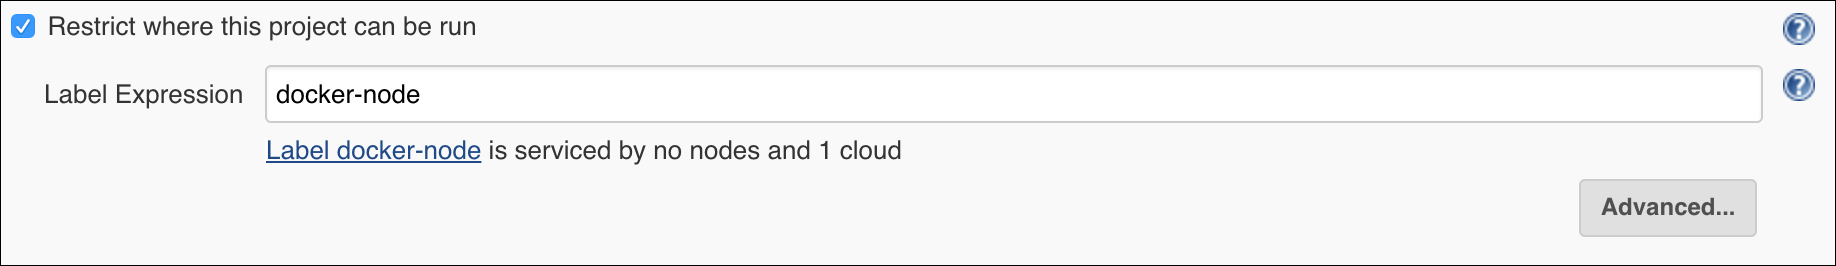 Restrict where this project can be run
Label Expression docker-node
Label docker-node is serviced by no nodes and 1 cloud
Advanced...